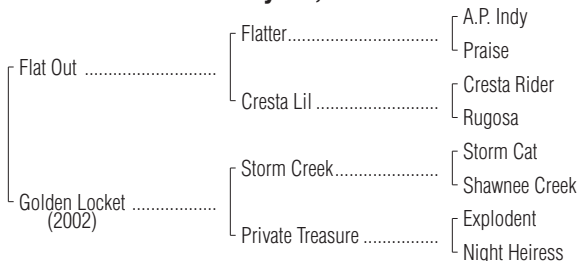 A.P. Indy
Flatter
Praise
Flat Out
Cresta Rider
Cresta Lil
Rugosa
Storm Cat
Storm Creek
Shawnee Creek
Golden Locket
(2002)
Explodent
Private Treasure
Night Heiress